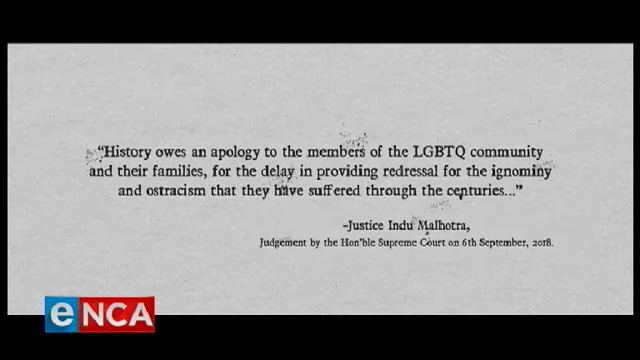 “History owes an apology to the members of the LGBTQ community
and their families, for the delay in providing redressal for the ignominy
and ostracism that they have suffered through the centuries...”
-Justice Indu Malhotra,
Judgement by the Hon'ble Supreme Court on 6th September, 2018.
eNCA